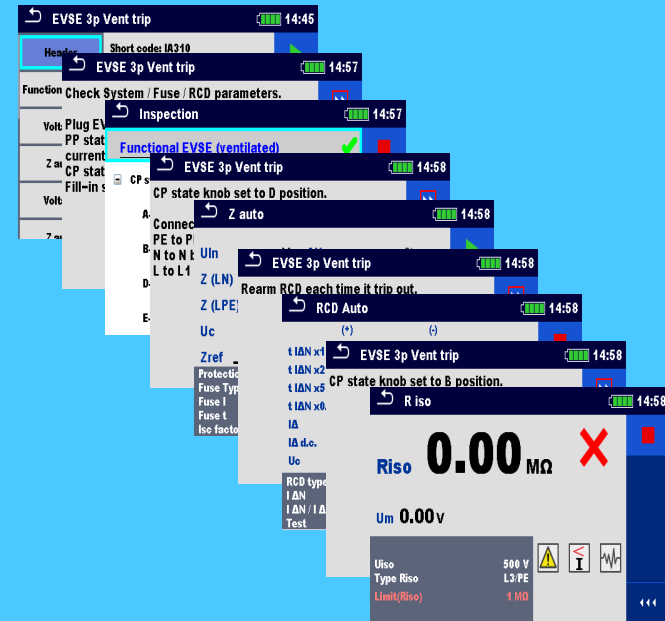 EVSE 3p Vent trip 14:45
Header
Short code: IA310
Function
Volt
Z au
Volt
EVSE 3p Vent trip 14:57
Check System / Fuse / RCD parameters.
Plug EV
PP stat
current
CP stat
Fill-in s
Inspection 14:57
Functional EVSE (ventilated)
CP s
A-
B-
D-
E-
EVSE 3p Vent trip 14:58
CP state knob set to D position.
Connec
PE to P
N to N b
L to L1
Z auto 14:58
Uln
Z (LN)
Z (LPE)
Uc
Zref
Protectio
Fuse Typ
Fuse I
Fuse t
Isc facto
EVSE 3p Vent trip 14:58
Rearm RCD each time it trip out.
RCD Auto 14:58
(+) (-)
t IΔN x1
t IΔN x2
t IΔN x5
t IΔN x0.
IΔ
IΔ d.c.
Uc
RCD type
I ΔN
I ΔN / I Δ
Test
EVSE 3p Vent trip 14:58
CP state knob set to B position.
R iso 14:58
Riso 0.00 MΩ
Um 0.00 V
Uiso 500 V
Type Riso L3/PE
Limit(Riso) 1 MΩ